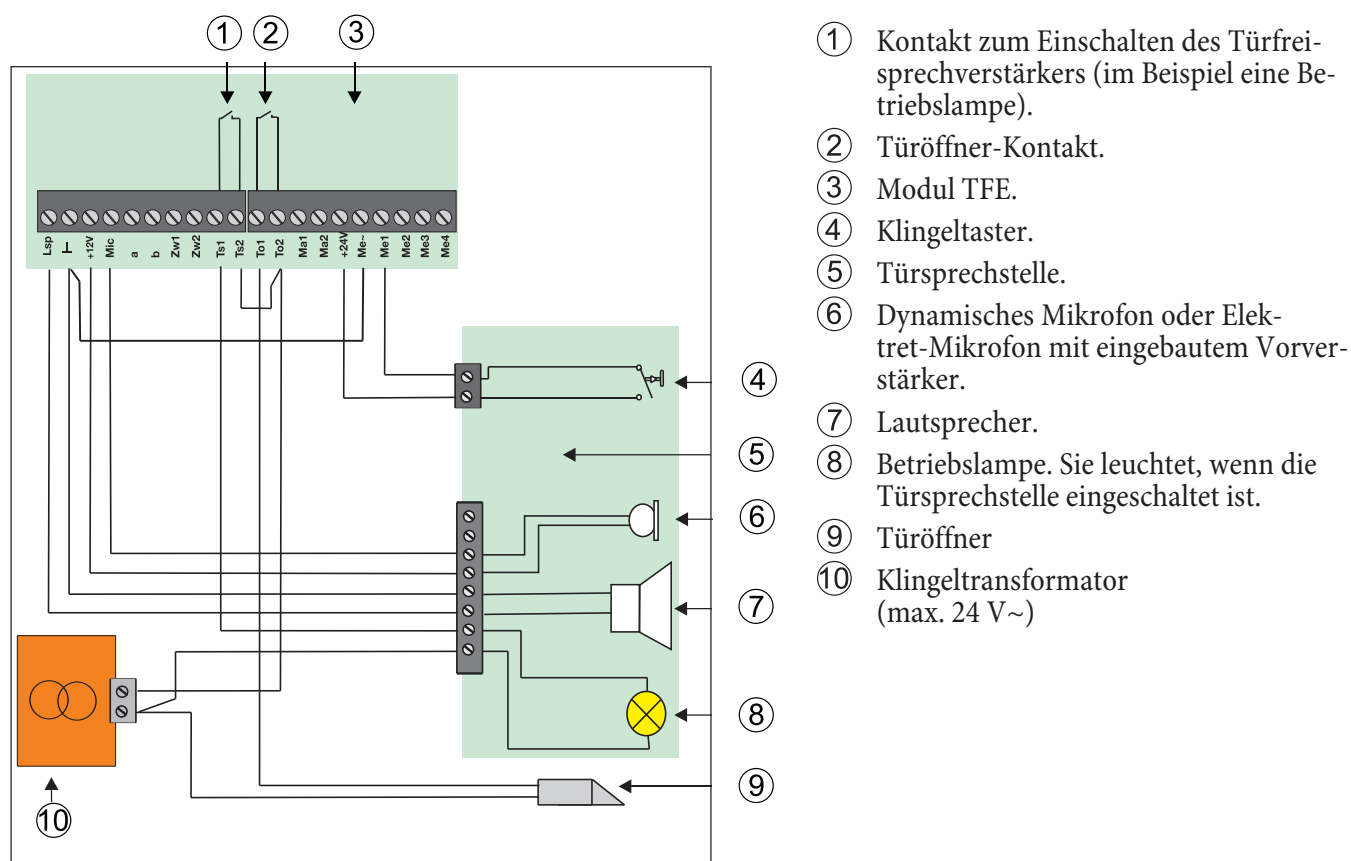 ① ② ③
Lsp ⊥ +12V Mic a b Zw1 Zw2 Ts1 Ts2 To1 To2 Ma1 Ma2 +24V Me~ Me1 Me2 Me3 Me4
④
⑤
⑥
⑦
⑧
⑨
⑩
① Kontakt zum Einschalten des Türfrei-
sprechverstärkers (im Beispiel eine Be-
triebslampe).
② Türöffner-Kontakt.
③ Modul TFE.
④ Klingeltaster.
⑤ Türsprechstelle.
⑥ Dynamisches Mikrofon oder Elek-
tret-Mikrofon mit eingebautem Vorver-
stärker.
⑦ Lautsprecher.
⑧ Betriebslampe. Sie leuchtet, wenn die
Türsprechstelle eingeschaltet ist.
⑨ Türöffner
⑩ Klingeltransformator
(max. 24 V~)